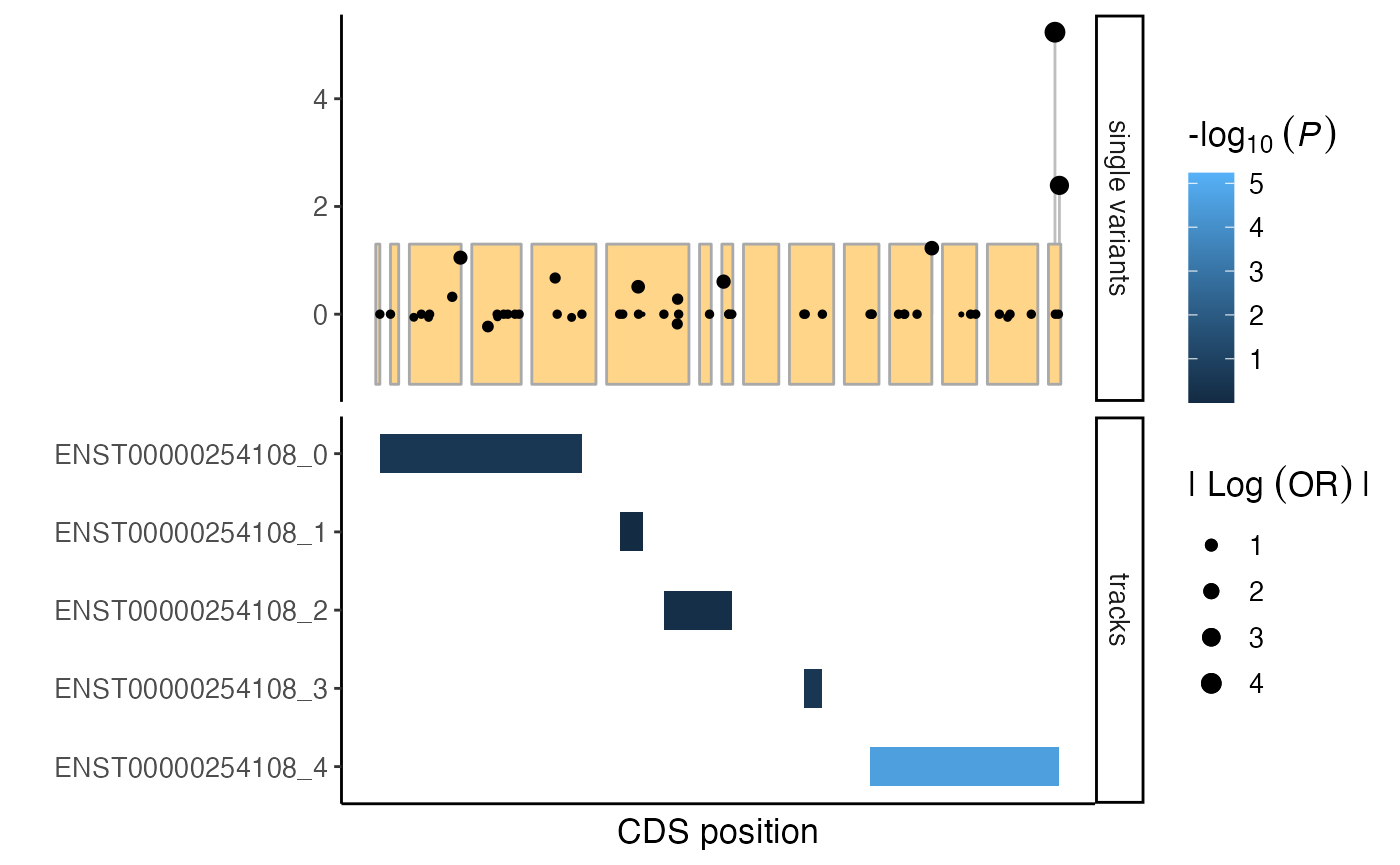 4
2
0
single variants
ENST00000254108_0
ENST00000254108_1
ENST00000254108_2
ENST00000254108_3
ENST00000254108_4
tracks
CDS position
-log10 (P)
5
4
3
2
1
| Log (OR) |
1
2
3
4